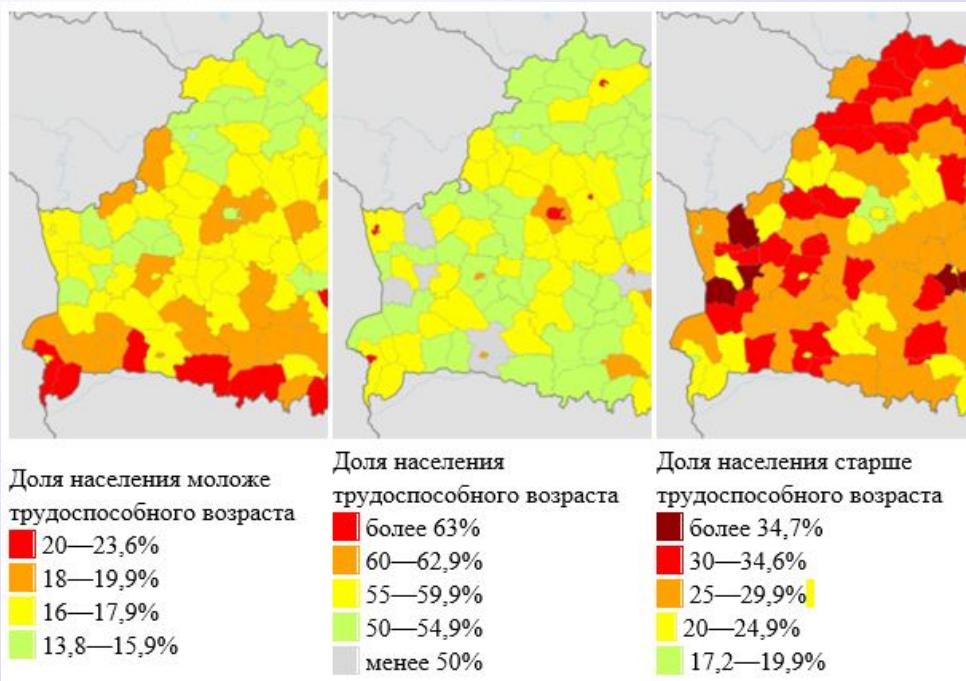 Доля населения моложе
трудоспособного возраста
20—23,6%
18—19,9%
16—17,9%
13,8—15,9%
Доля населения
трудоспособного возраста
более 63%
60—62,9%
55—59,9%
50—54,9%
менее 50%
Доля населения старше
трудоспособного возраста
более 34,7%
30—34,6%
25—29,9%
20—24,9%
17,2—19,9%